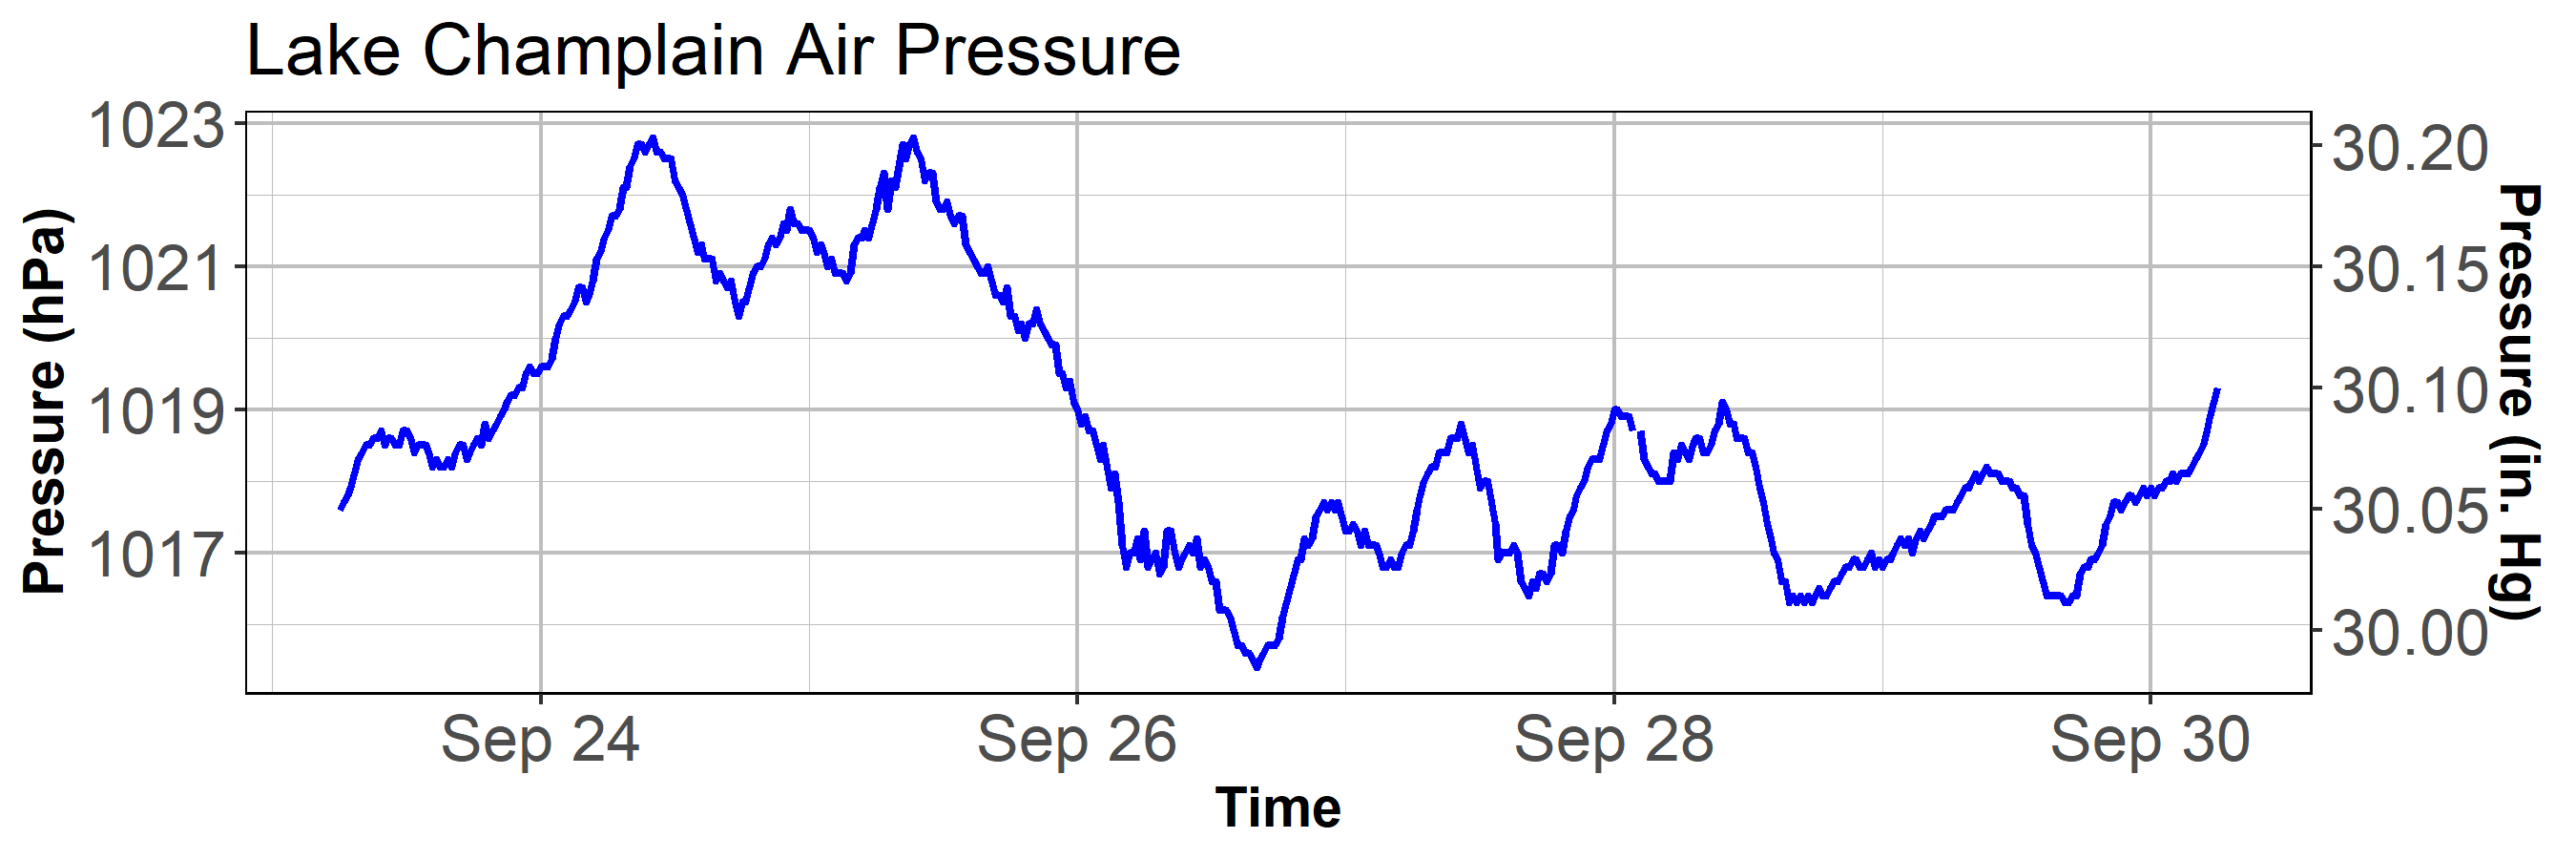 Lake Champlain Air Pressure
1023
1021
1019
1017
Pressure (hPa)
30.20
30.15
30.10
30.05
30.00
Pressure (in. Hg)
Sep 24
Sep 26
Sep 28
Sep 30
Time